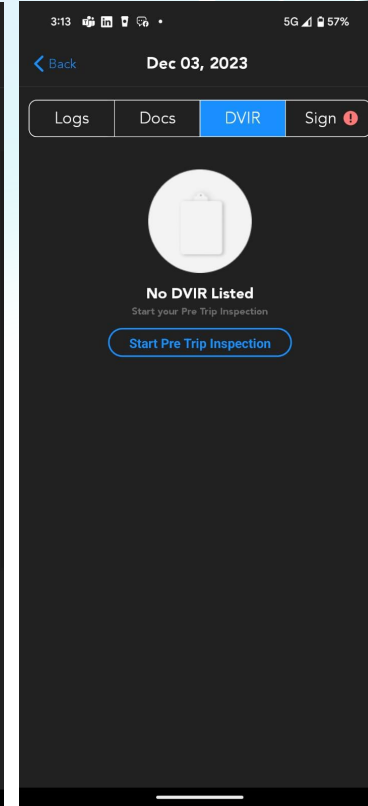 3:13 5G 57%
Back Dec 03, 2023
Logs Docs DVIR Sign !
No DVIR Listed
Start your Pre Trip Inspection
Start Pre Trip Inspection